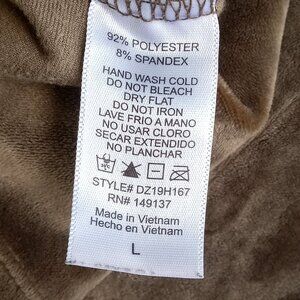 92% POLYESTER
8% SPANDEX
HAND WASH COLD
DO NOT BLEACH
DRY FLAT
DO NOT IRON
LAVE FRIO A MANO
NO USAR CLORO
SECAR EXTENDIDO
NO PLANCHAR
STYLE# DZ19H167
RN# 149137
Made in Vietnam
Hecho en Vietnam
L